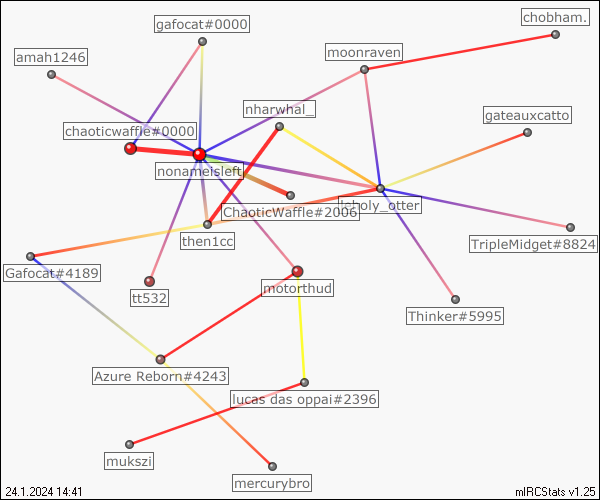 gafocat#0000
chobham.
moonraven
amah1246
nharwhal_
gateauxcatto
chaoticwaffle#0000
nonameisleft
ChaoticWaffle#2006
then1cc
TripleMidget#8824
Gafocat#4189
motorthud
tt532
Thinker#5995
Azure Reborn#4243
lucas das oppai#2396
mukszi
mercurybro
24.1.2024 14:41
mIRCStats v1.25